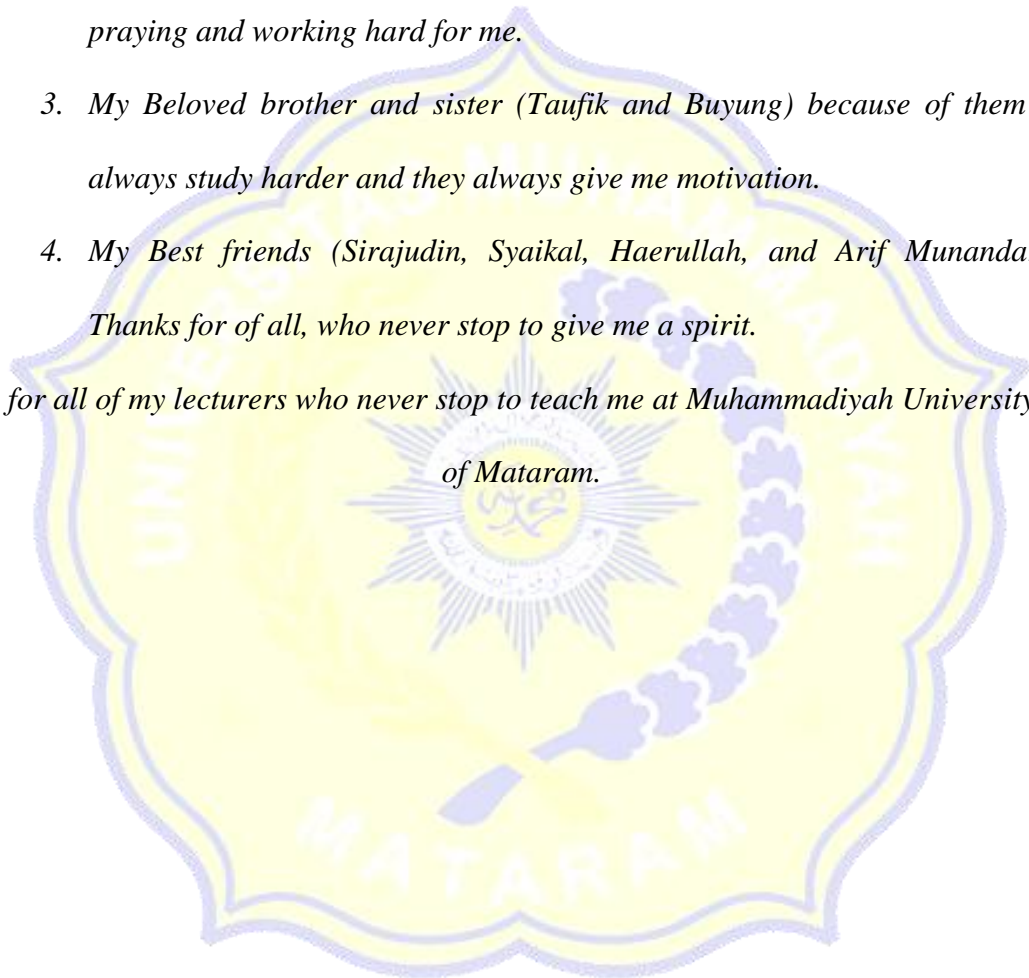 praying and working hard for me.
3. My Beloved brother and sister (Taufik and Buyung) because of them
always study harder and they always give me motivation.
4. My Best friends (Sirajudin, Syaikal, Haerullah, and Arif Munanda
Thanks for of all, who never stop to give me a spirit.
for all of my lecturers who never stop to teach me at Muhammadiyah University
of Mataram.
UNIVERSITAS MUHAMMADIYAH
MATARAM